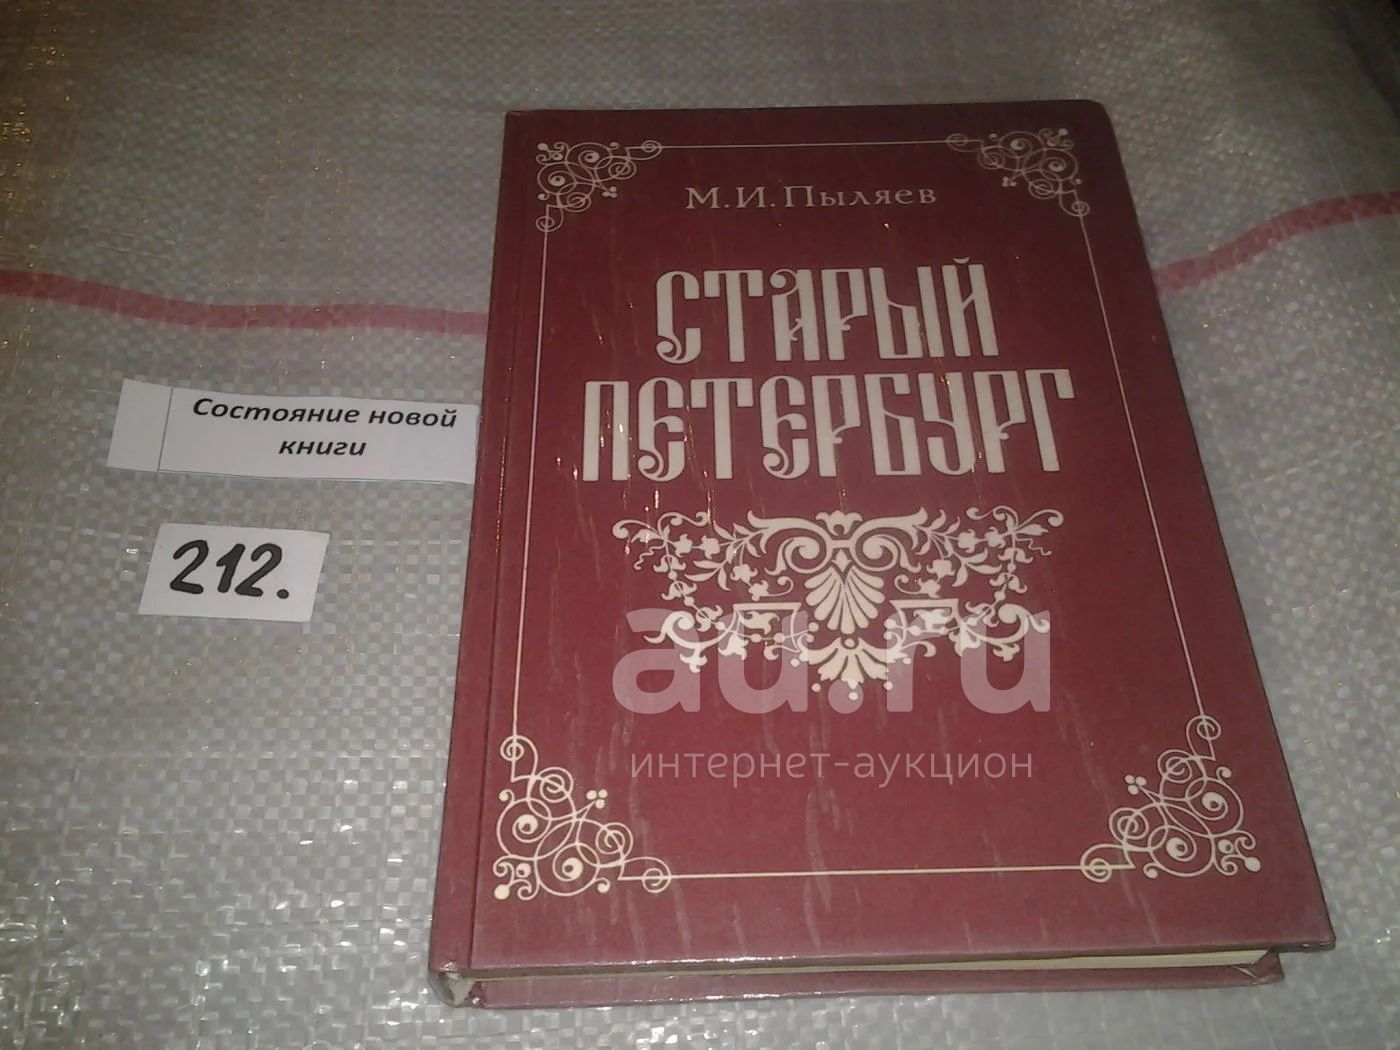 М.И.Пыляев
СТАРЫЙ
ПЕТЕРБУРГ
Состояние новой
книги
212.
au.ru
интернет-аукцион